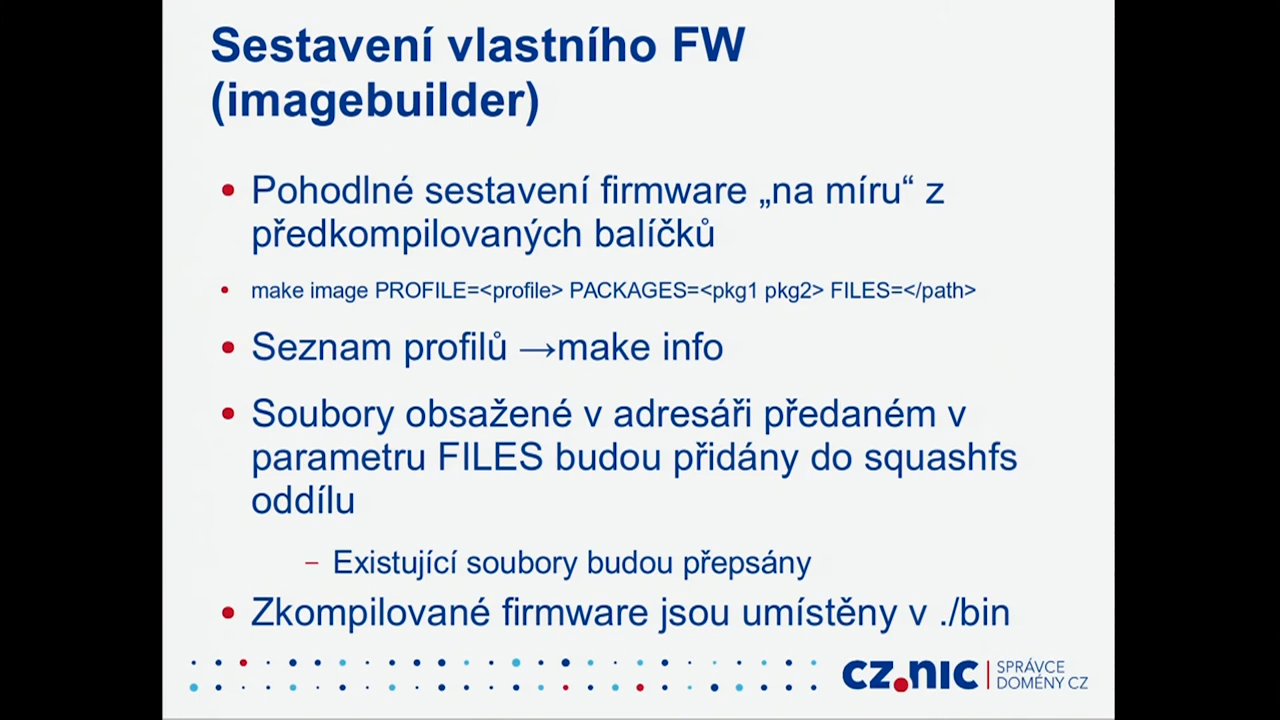 Sestavení vlastního FW
(imagebuilder)
Pohodlné sestavení firmware „na míru“ z
předkompilovaných balíčků
make image PROFILE=<profile> PACKAGES=<pkg1 pkg2> FILES=</path>
Seznam profilů →make info
Soubory obsažené v adresáři předaném v
parametru FILES budou přidány do squashfs
oddílu
– Existující soubory budou přepsány
Zkompilované firmware jsou umístěny v ./bin
CZ.NIC
SPRÁVCE
DOMÉNY CZ